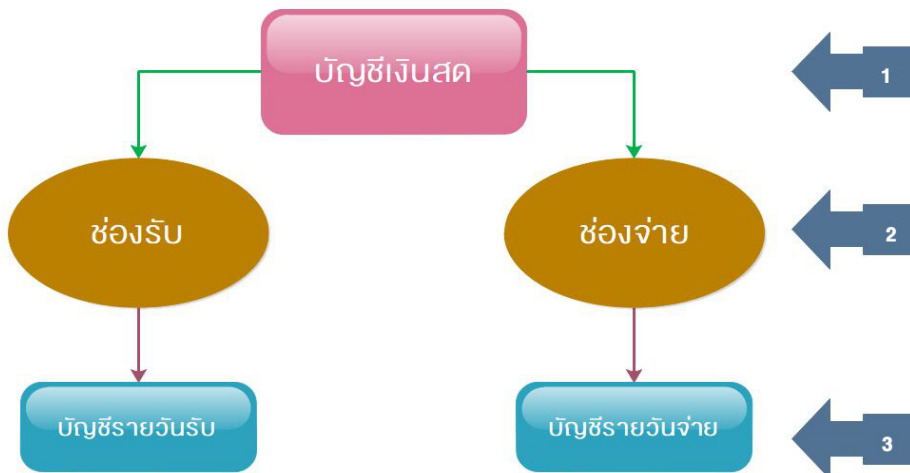 บัญชีเงินสด
1
ช่องรับ
ช่องจ่าย
2
บัญชีรายวันรับ
บัญชีรายวันจ่าย
3